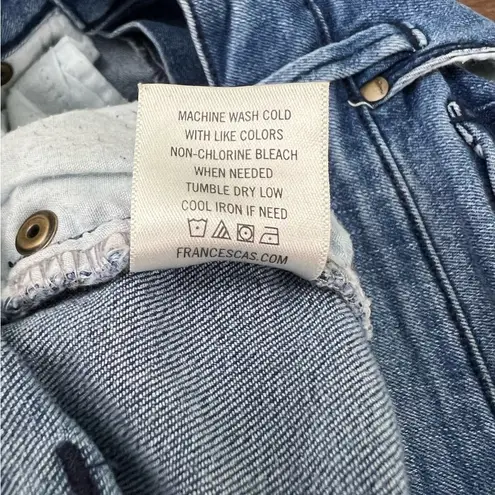 MACHINE WASH COLD
WITH LIKE COLORS
NON-CHLORINE BLEACH
WHEN NEEDED
TUMBLE DRY LOW
COOL IRON IF NEED
FRANCESCAS.COM